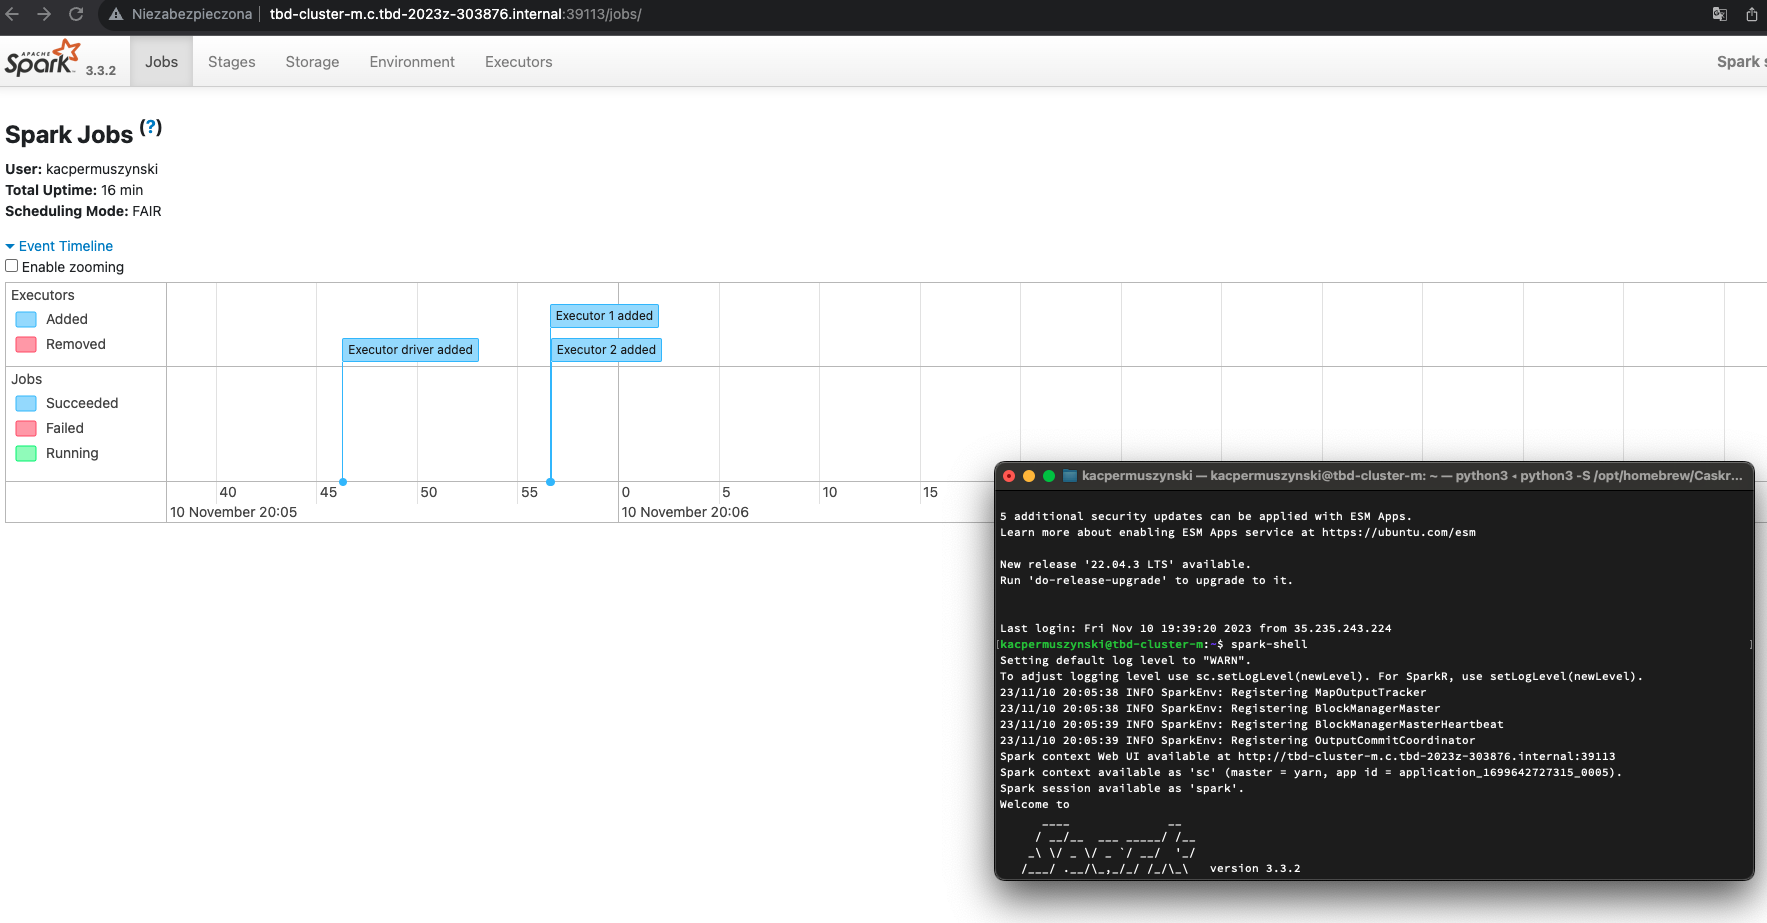 Niezabezpieczona tbd-cluster-m.c.tbd-2023z-303876.internal:39113/jobs/
APACHE Spark 3.3.2 Jobs Stages Storage Environment Executors Spark s
Spark Jobs (?)
User: kacpermuszynski
Total Uptime: 16 min
Scheduling Mode: FAIR
Event Timeline
Enable zooming
Executors
Added
Removed
Executor driver added
Executor 1 added
Executor 2 added
Jobs
Succeeded
Failed
Running
40 45 50 55 0 5 10 15
10 November 20:05 10 November 20:06
kacpermuszynski — kacpermuszynski@tbd-cluster-m: ~ — python3 ◂ python3 -S /opt/homebrew/Caskr...
5 additional security updates can be applied with ESM Apps.
Learn more about enabling ESM Apps service at https://ubuntu.com/esm
New release '22.04.3 LTS' available.
Run 'do-release-upgrade' to upgrade to it.
Last login: Fri Nov 10 19:39:20 2023 from 35.235.243.224
[kacpermuszynski@tbd-cluster-m:~$ spark-shell ]
Setting default log level to "WARN".
To adjust logging level use sc.setLogLevel(newLevel). For SparkR, use setLogLevel(newLevel).
23/11/10 20:05:38 INFO SparkEnv: Registering MapOutputTracker
23/11/10 20:05:38 INFO SparkEnv: Registering BlockManagerMaster
23/11/10 20:05:39 INFO SparkEnv: Registering BlockManagerMasterHeartbeat
23/11/10 20:05:39 INFO SparkEnv: Registering OutputCommitCoordinator
Spark context Web UI available at http://tbd-cluster-m.c.tbd-2023z-303876.internal:39113
Spark context available as 'sc' (master = yarn, app id = application_1699642727315_0005).
Spark session available as 'spark'.
Welcome to
      ____              __
     / __/__  ___ _____/ /__
    _\ \/ _ \/ _ `/ __/  '_/
   /___/ .__/\_,_/_/ /_/\_\   version 3.3.2